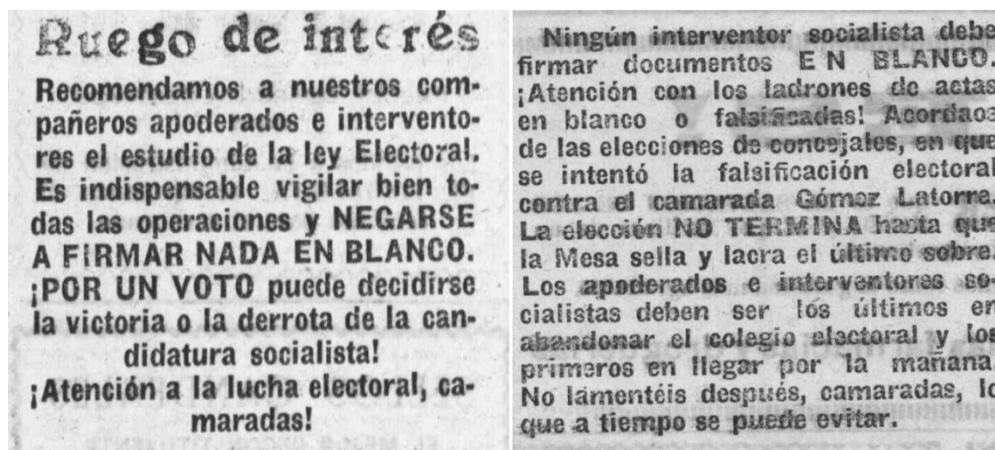 Ruego de interés
Recomendamos a nuestros com-
pañeros apoderados e intervento-
res el estudio de la ley Electoral.
Es indispensable vigilar bien to-
das las operaciones y NEGARSE
A FIRMAR NADA EN BLANCO.
¡POR UN VOTO puede decidirse
la victoria o la derrota de la can-
didatura socialista!
¡Atención a la lucha electoral, ca-
maradas!
Ningún interventor socialista debe
firmar documentos EN BLANCO.
¡Atención con los ladrones de actas
en blanco o falsificadas! Acordaos
de las elecciones de concejales, en que
se intentó la falsificación electoral
contra el camarada Gómez Latorre.
La elección NO TERMINA hasta que
la Mesa sella y lacra el último sobre.
Los apoderados e interventores so-
cialistas deben ser los últimos en
abandonar el colegio electoral y los
primeros en llegar por la mañana.
No lamentéis después, camaradas, lo
que a tiempo se puede evitar.